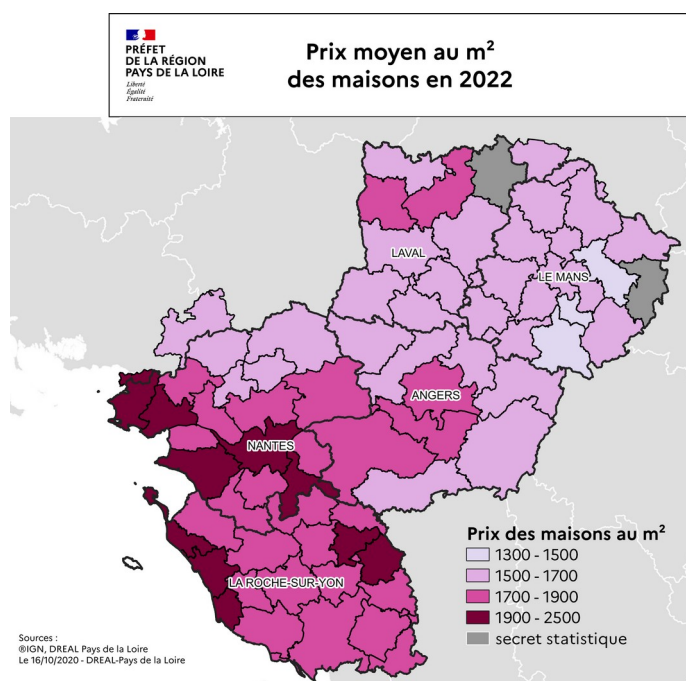 PRÉFET
DE LA RÉGION
PAYS DE LA LOIRE
Liberté
Égalité
Fraternité
Prix moyen au m²
des maisons en 2022
LAVAL
LE MANS
ANGERS
NANTES
LA ROCHE-SUR-YON
Prix des maisons au m²
1300 - 1500
1500 - 1700
1700 - 1900
1900 - 2500
secret statistique
Sources :
®IGN, DREAL Pays de la Loire
Le 16/10/2020 - DREAL-Pays de la Loire